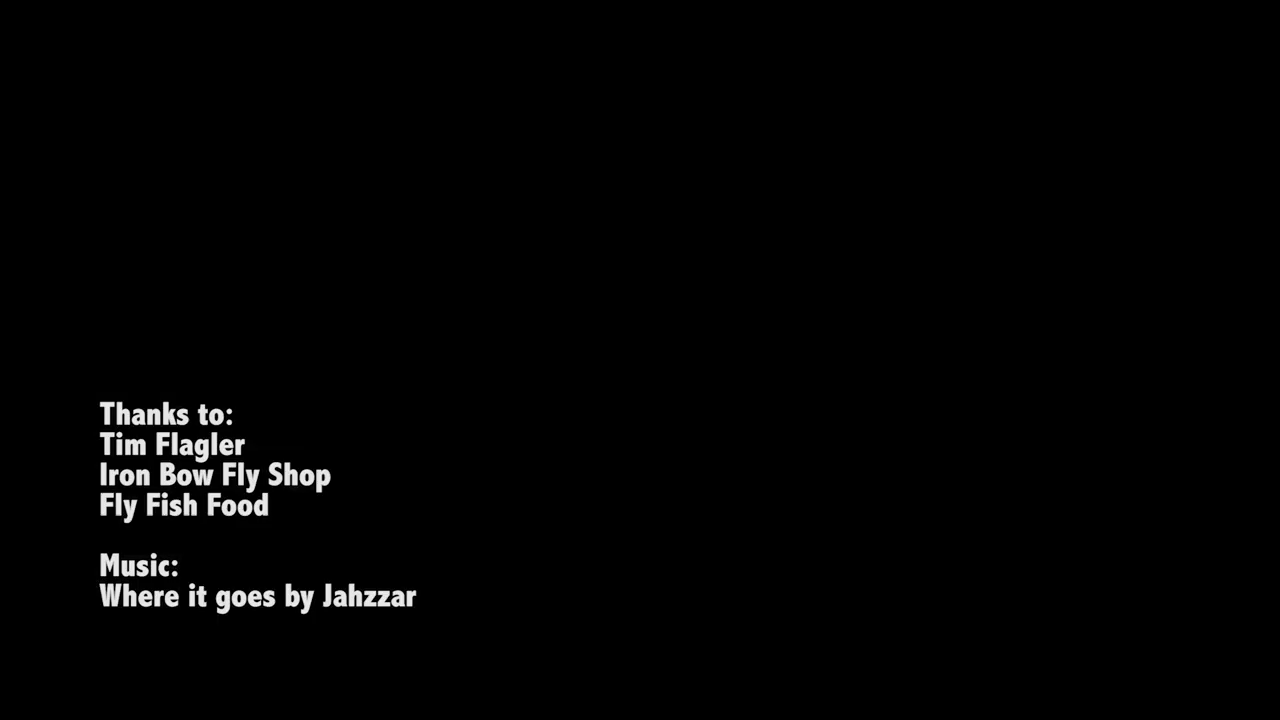 Thanks to:
Tim Flagler
Iron Bow Fly Shop
Fly Fish Food
Music:
Where it goes by Jahzzar